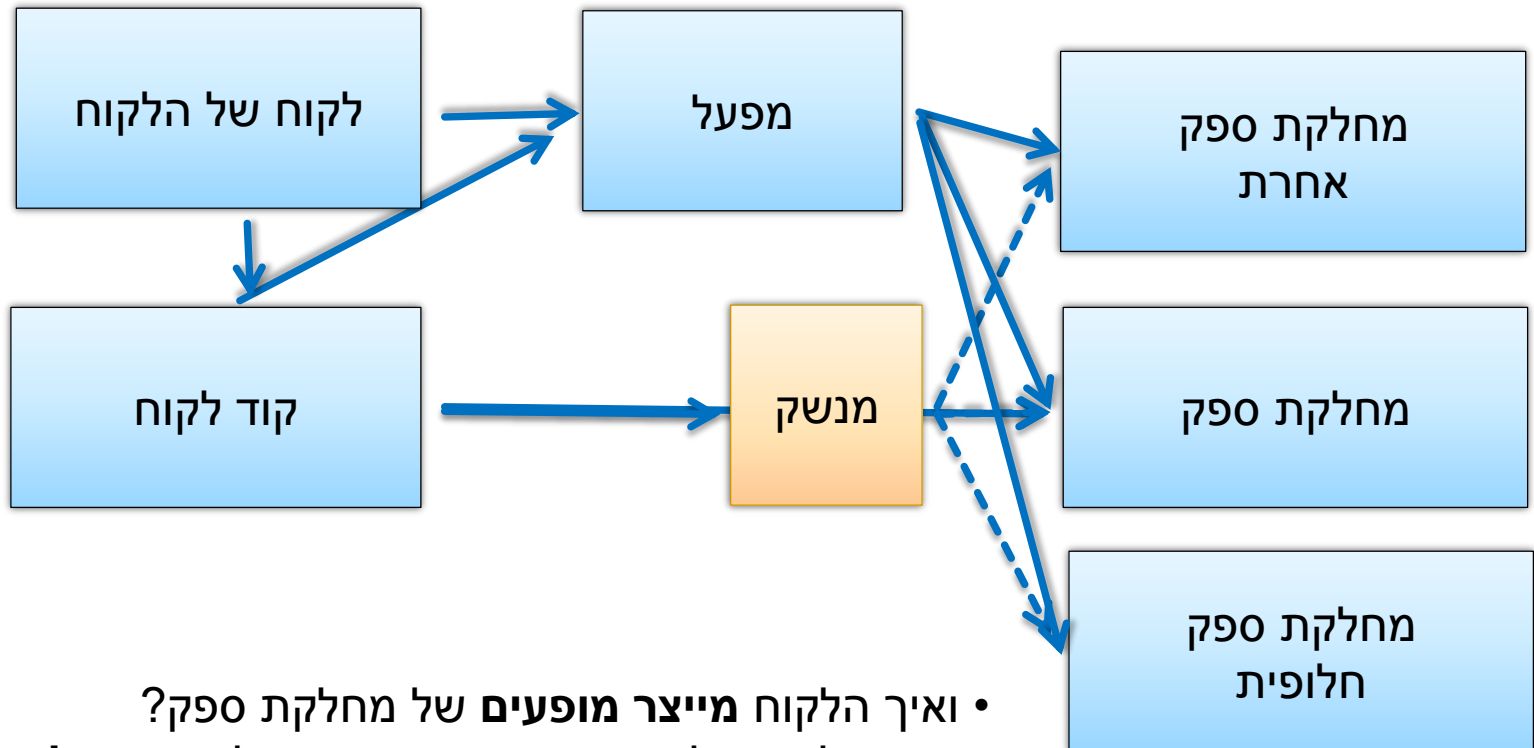 לקוח של הלקוח
מפעל
מחלקת ספק
אחרת
קוד לקוח
מנשק
מחלקת ספק
מחלקת ספק
חלופית
• ואיך הלקוח מייצר מופעים של מחלקת ספק?